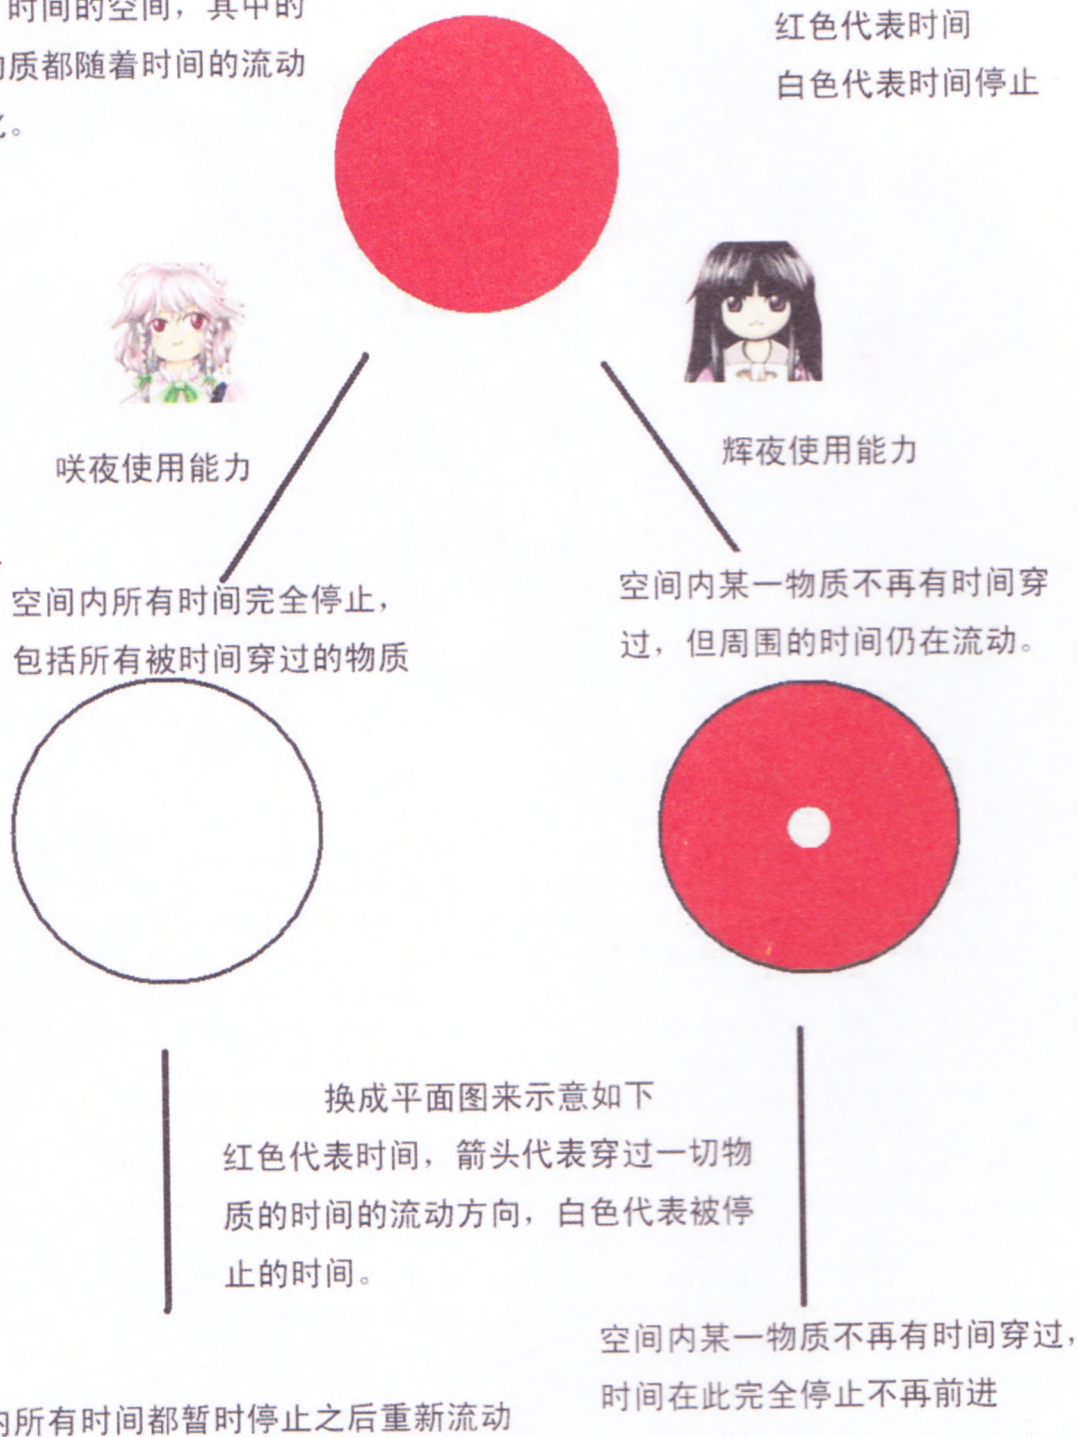 时间的空间，其中的
质都随着时间的流动
。
红色代表时间
白色代表时间停止
咲夜使用能力
辉夜使用能力
空间内所有时间完全停止，
包括所有被时间穿过的物质
空间内某一物质不再有时间穿
过，但周围的时间仍在流动。
换成平面图来示意如下
红色代表时间，箭头代表穿过一切物
质的时间的流动方向，白色代表被停
止的时间。
空间内某一物质不再有时间穿过，
时间在此完全停止不再前进
所有时间都暂时停止之后重新流动